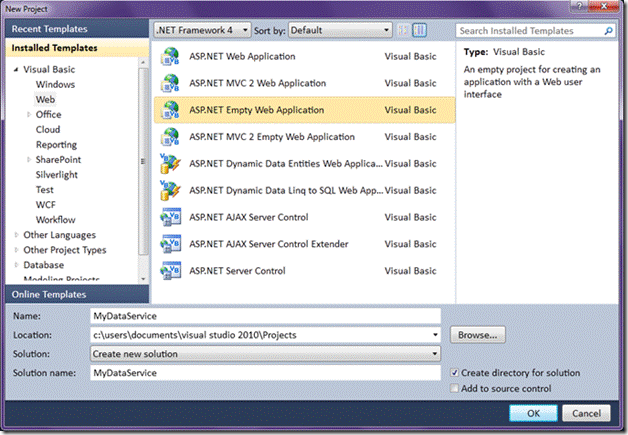 New Project
Recent Templates
.NET Framework 4
Sort by:
Default
Search Installed Templates
Installed Templates
Visual Basic
Windows
Web
Office
Cloud
Reporting
SharePoint
Silverlight
Test
WCF
Workflow
Other Languages
Other Project Types
Database
Modeling Projects
Online Templates
ASP.NET Web Application Visual Basic
ASP.NET MVC 2 Web Application Visual Basic
ASP.NET Empty Web Application Visual Basic
ASP.NET MVC 2 Empty Web Application Visual Basic
ASP.NET Dynamic Data Entities Web Applica... Visual Basic
ASP.NET Dynamic Data Linq to SQL Web App... Visual Basic
ASP.NET AJAX Server Control Visual Basic
ASP.NET AJAX Server Control Extender Visual Basic
ASP.NET Server Control Visual Basic
Type: Visual Basic
An empty project for creating an
application with a Web user
interface
Name: MyDataService
Location: c:\users\documents\visual studio 2010\Projects Browse...
Solution: Create new solution
Solution name: MyDataService
Create directory for solution
Add to source control
OK Cancel